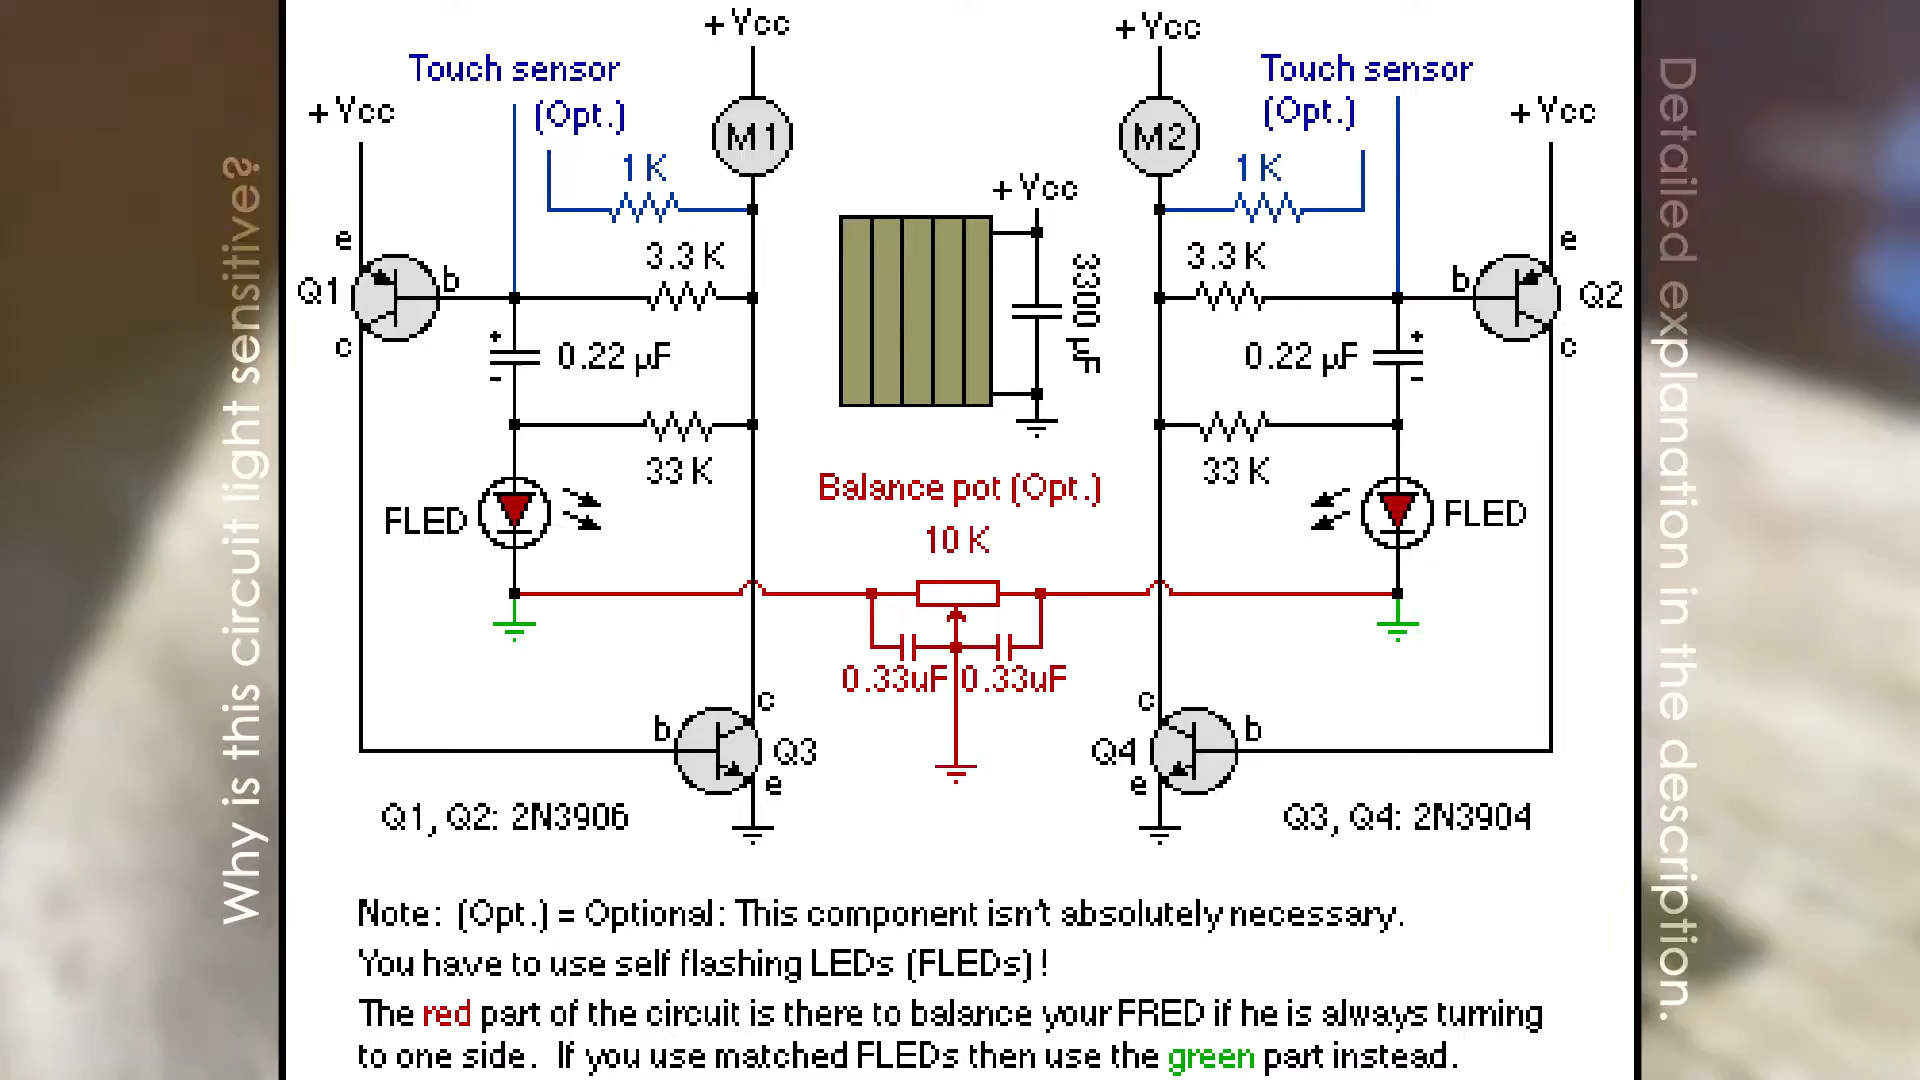 Why is this circuit light sensitive?
+Vcc
+Vcc
Touch sensor
(Opt.)
Touch sensor
(Opt.)
+Vcc
+Vcc
M1
M2
1 K
1 K
+Vcc
e
e
3.3 K
3.3 K
Q1
b
b
Q2
3300 µF
c
c
+
0.22 µF
-
0.22 µF
+
-
33 K
33 K
Balance pot (Opt.)
10 K
FLED
FLED
0.33uF
0.33uF
c
c
b
Q3
Q4
b
e
e
Q1, Q2: 2N3906
Q3, Q4: 2N3904
Note: (Opt.) = Optional: This component isn't absolutely necessary.
You have to use self flashing LEDs (FLEDs) !
The red part of the circuit is there to balance your FRED if he is always turning
to one side. If you use matched FLEDs then use the green part instead.
Detailed explanation in the description.